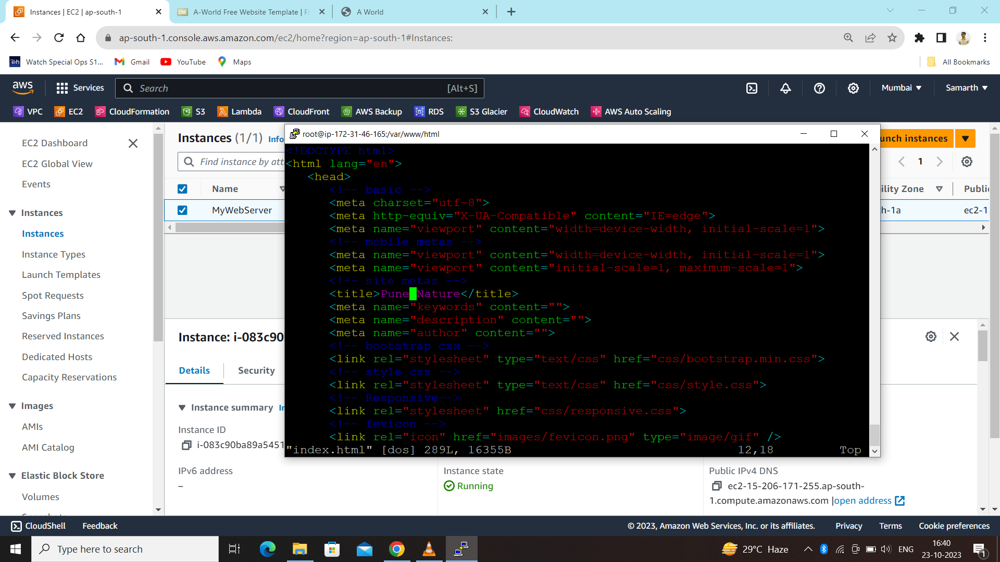 Instances | EC2 | ap-south-1
A-World Free Website Template | Fr
A World
ap-south-1.console.aws.amazon.com/ec2/home?region=ap-south-1#Instances:
Watch Special Ops S1...
Gmail
YouTube
Maps
All Bookmarks
aws
Services
Search
[Alt+S]
Mumbai
Samarth
VPC
EC2
CloudFormation
S3
Lambda
CloudFront
AWS Backup
RDS
S3 Glacier
CloudWatch
AWS Auto Scaling
EC2 Dashboard
EC2 Global View
Events
Instances
Instances
Instance Types
Launch Templates
Spot Requests
Savings Plans
Reserved Instances
Dedicated Hosts
Capacity Reservations
Images
AMIs
AMI Catalog
Elastic Block Store
Volumes
Instances (1/1) Info
unch instances
Find instance by att
1
Name
ility Zone
Public
MyWebServer
h-1a
ec2-1
root@ip-172-31-46-165:/var/www/html
<!DOCTYPE html>
<html lang="en">
<head>
<!-- basic -->
<meta charset="utf-8">
<meta http-equiv="X-UA-Compatible" content="IE=edge">
<meta name="viewport" content="width=device-width, initial-scale=1">
<!-- mobile metas -->
<meta name="viewport" content="width=device-width, initial-scale=1">
<meta name="viewport" content="initial-scale=1, maximum-scale=1">
<!-- site metas -->
<title>Pune Nature</title>
<meta name="keywords" content="">
<meta name="description" content="">
<meta name="author" content="">
<!-- bootstrap css -->
<link rel="stylesheet" type="text/css" href="css/bootstrap.min.css">
<!-- style css -->
<link rel="stylesheet" type="text/css" href="css/style.css">
<!-- Responsive-->
<link rel="stylesheet" href="css/responsive.css">
<!-- fevicon -->
<link rel="icon" href="images/fevicon.png" type="image/gif" />
"index.html" [dos] 289L, 16355B 12,18 Top
Instance: i-083c90
Details
Security
Instance summary
Instance ID
i-083c90ba89a5451
IPv6 address
–
Instance state
Running
Public IPv4 DNS
ec2-15-206-171-255.ap-south-
1.compute.amazonaws.com |open address
CloudShell
Feedback
© 2023, Amazon Web Services, Inc. or its affiliates.
Privacy
Terms
Cookie preferences
Type here to search
29°C Haze
ENG
16:40
23-10-2023
1